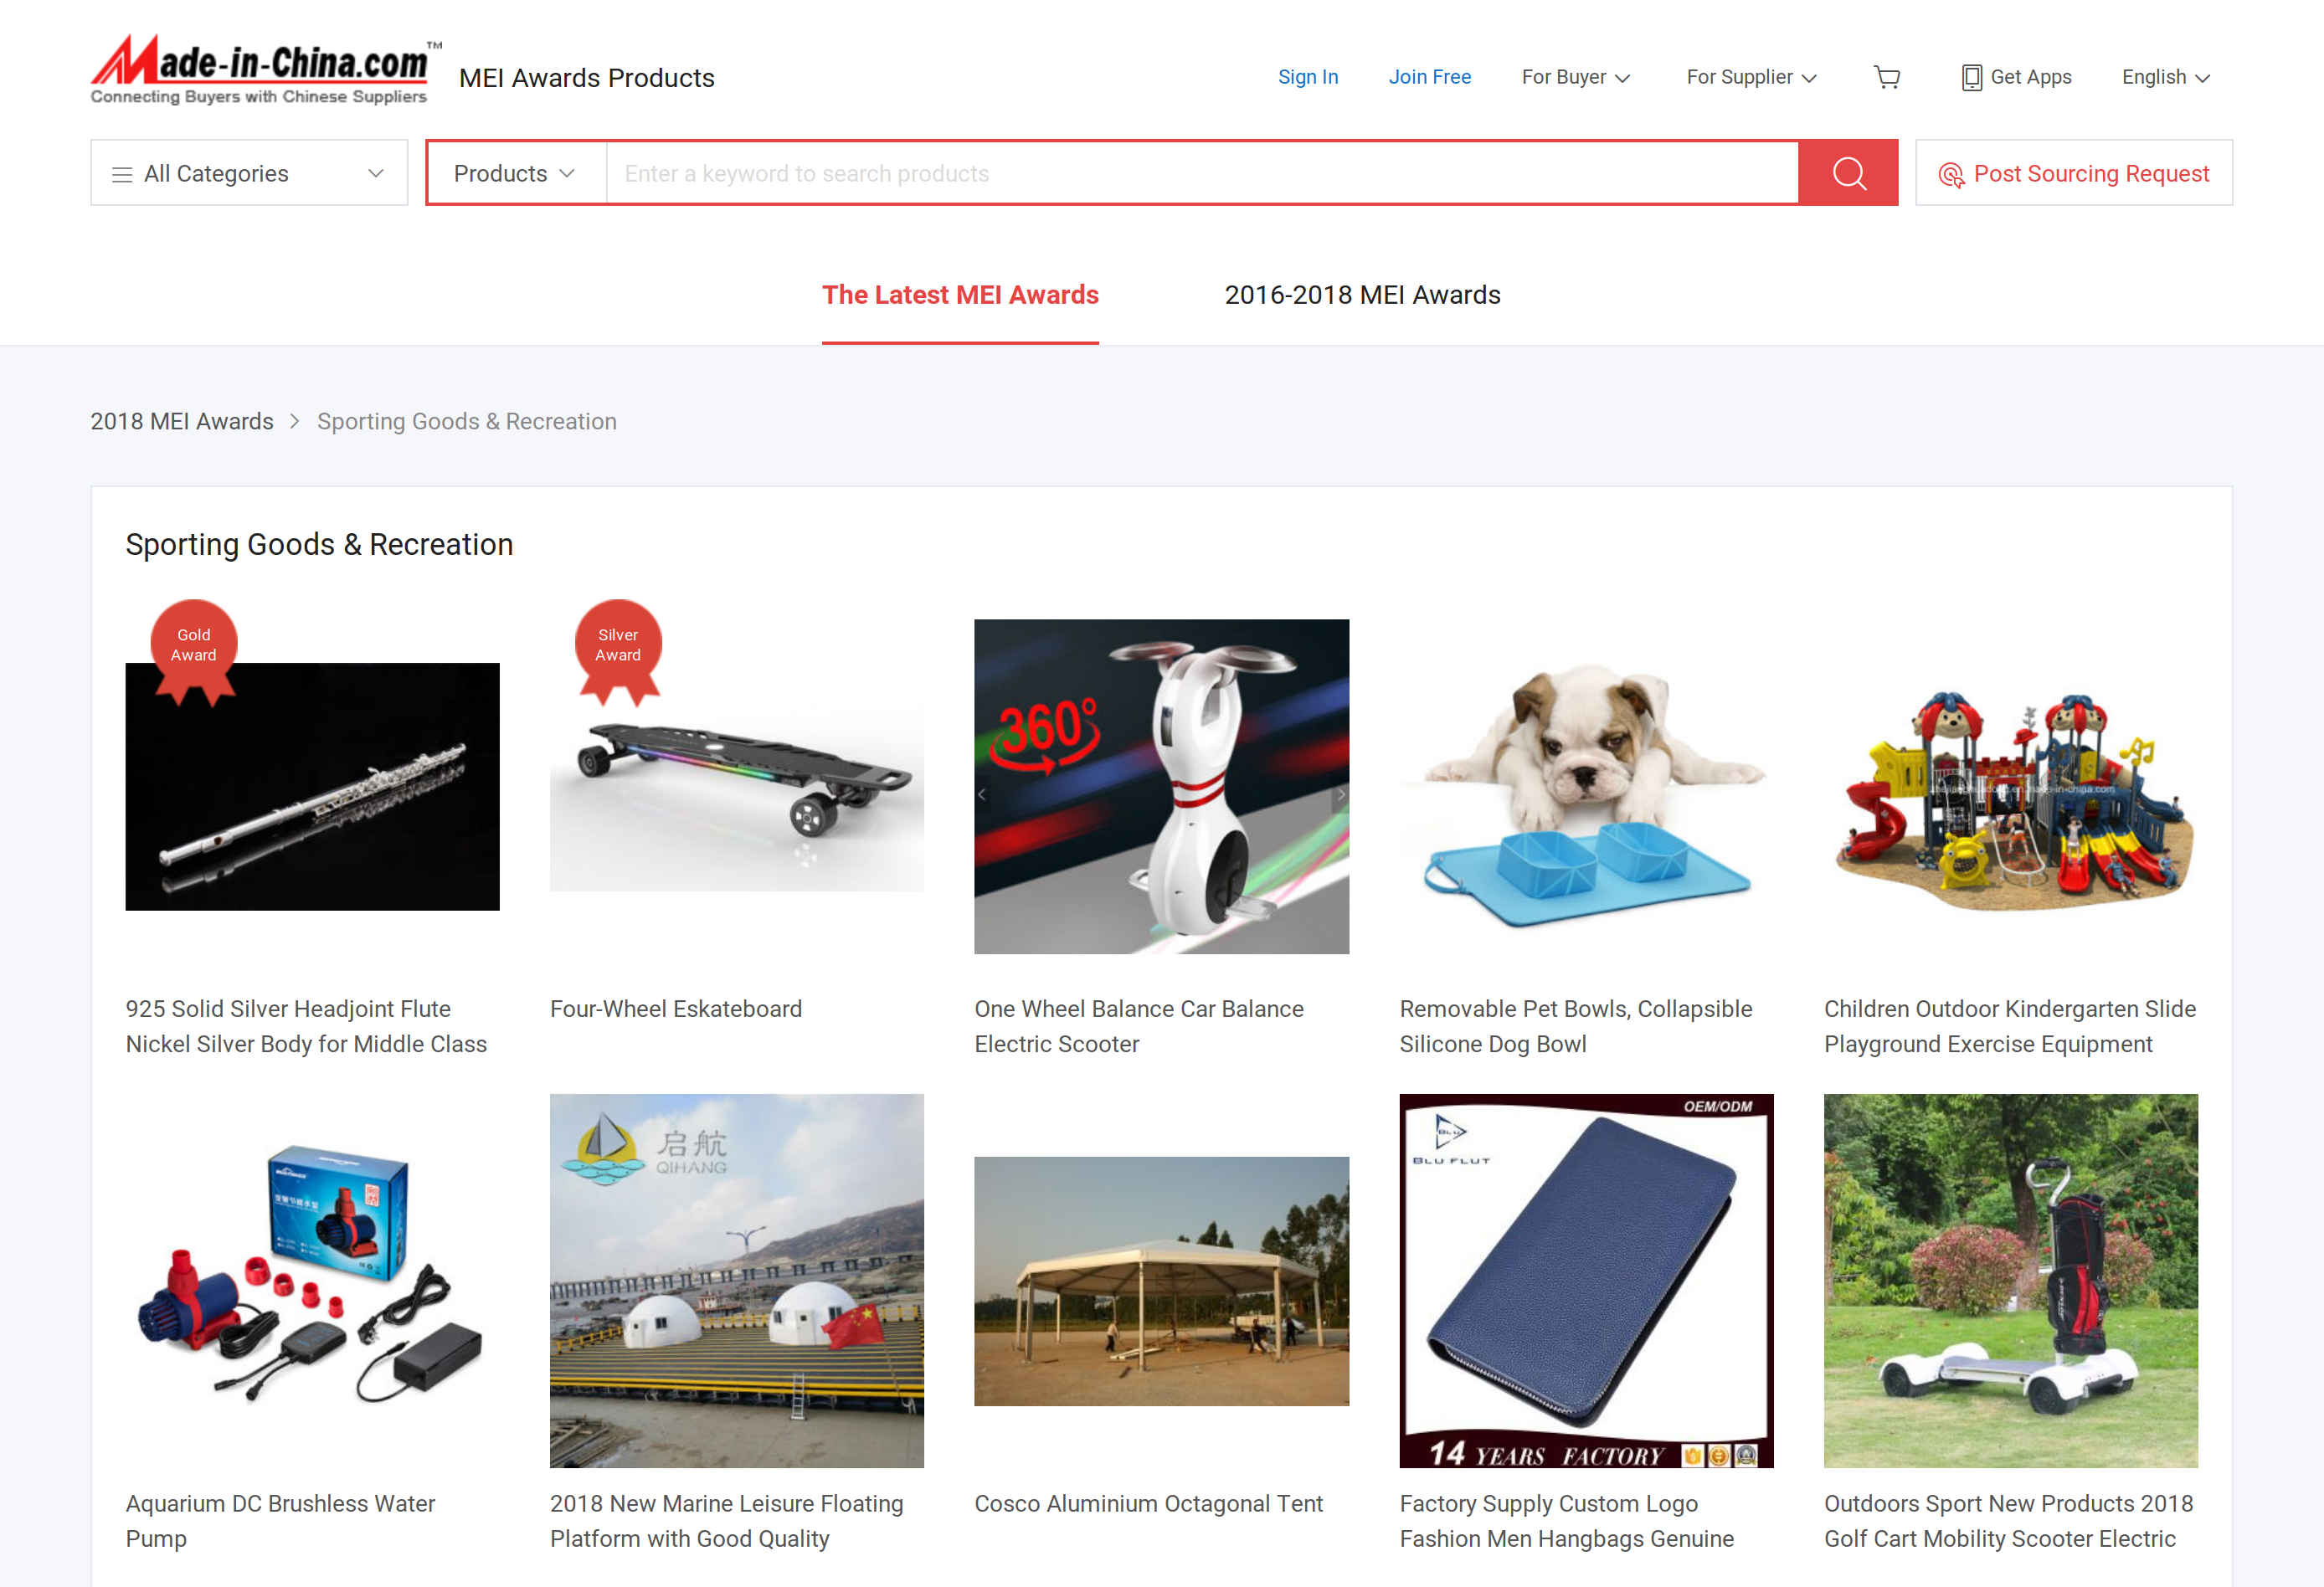 Made-in-China.com™
Connecting Buyers with Chinese Suppliers
MEI Awards Products
Sign In
Join Free
For Buyer
For Supplier
Get Apps
English
All Categories
Products
Enter a keyword to search products
Post Sourcing Request
The Latest MEI Awards
2016-2018 MEI Awards
2018 MEI Awards
Sporting Goods & Recreation
Sporting Goods & Recreation
Gold
Award
Silver
Award
360°
925 Solid Silver Headjoint Flute
Nickel Silver Body for Middle Class
Four-Wheel Eskateboard
One Wheel Balance Car Balance
Electric Scooter
Removable Pet Bowls, Collapsible
Silicone Dog Bowl
Children Outdoor Kindergarten Slide
Playground Exercise Equipment
启航
QIHANG
OEM/ODM
BLU
BLU FLUT
14 YEARS FACTORY
Aquarium DC Brushless Water
Pump
2018 New Marine Leisure Floating
Platform with Good Quality
Cosco Aluminium Octagonal Tent
Factory Supply Custom Logo
Fashion Men Hangbags Genuine
Outdoors Sport New Products 2018
Golf Cart Mobility Scooter Electric